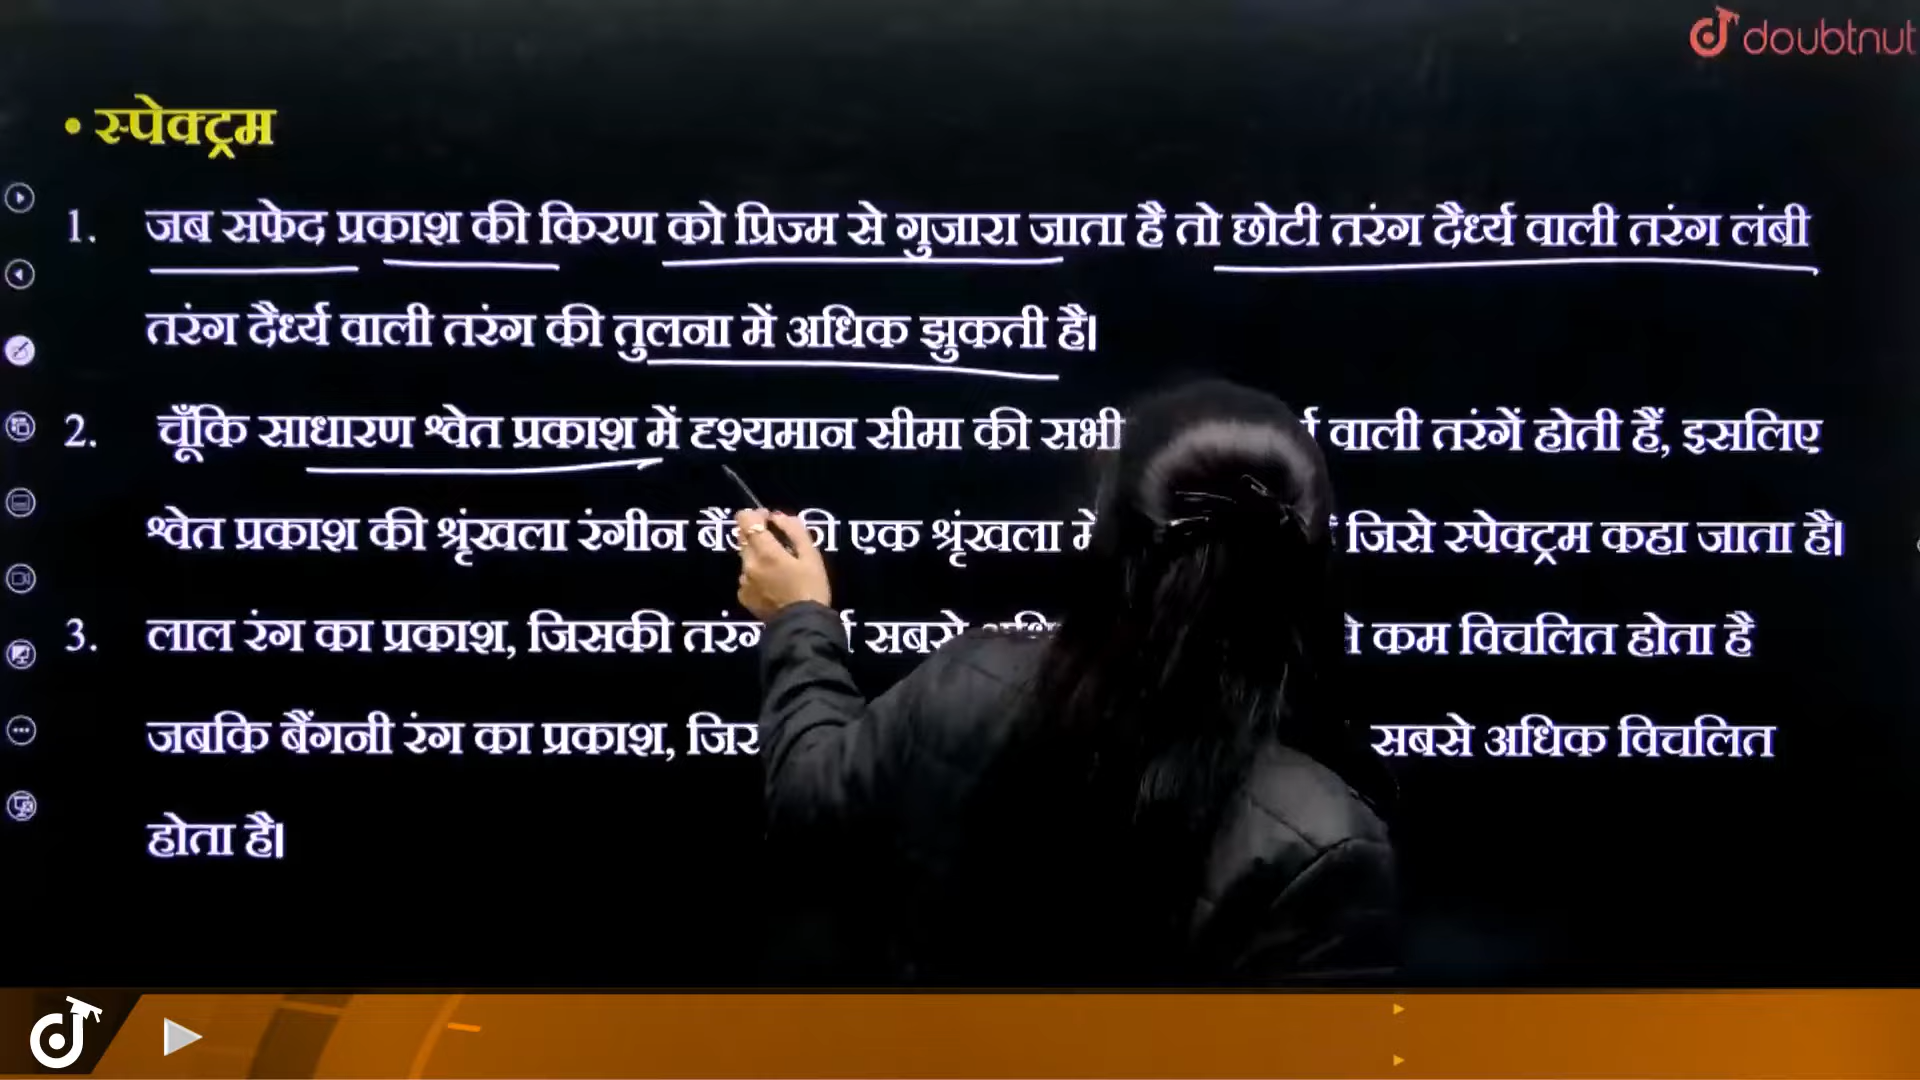 doubtnut
• स्पेक्ट्रम
1. जब सफेद प्रकाश की किरण को प्रिज्म से गुजारा जाता है तो छोटी तरंग दैर्ध्य वाली तरंग लंबी
तरंग दैर्ध्य वाली तरंग की तुलना में अधिक झुकती है।
2. चूँकि साधारण श्वेत प्रकाश में दृश्यमान सीमा की सभी वाली तरंगें होती हैं, इसलिए
श्वेत प्रकाश की श्रृंखला रंगीन की एक श्रृंखला में जिसे स्पेक्ट्रम कहा जाता है।
3. लाल रंग का प्रकाश, जिसकी सबसे कम विचलित होता है
जबकि बैंगनी रंग का प्रकाश, सबसे अधिक विचलित
होता है।